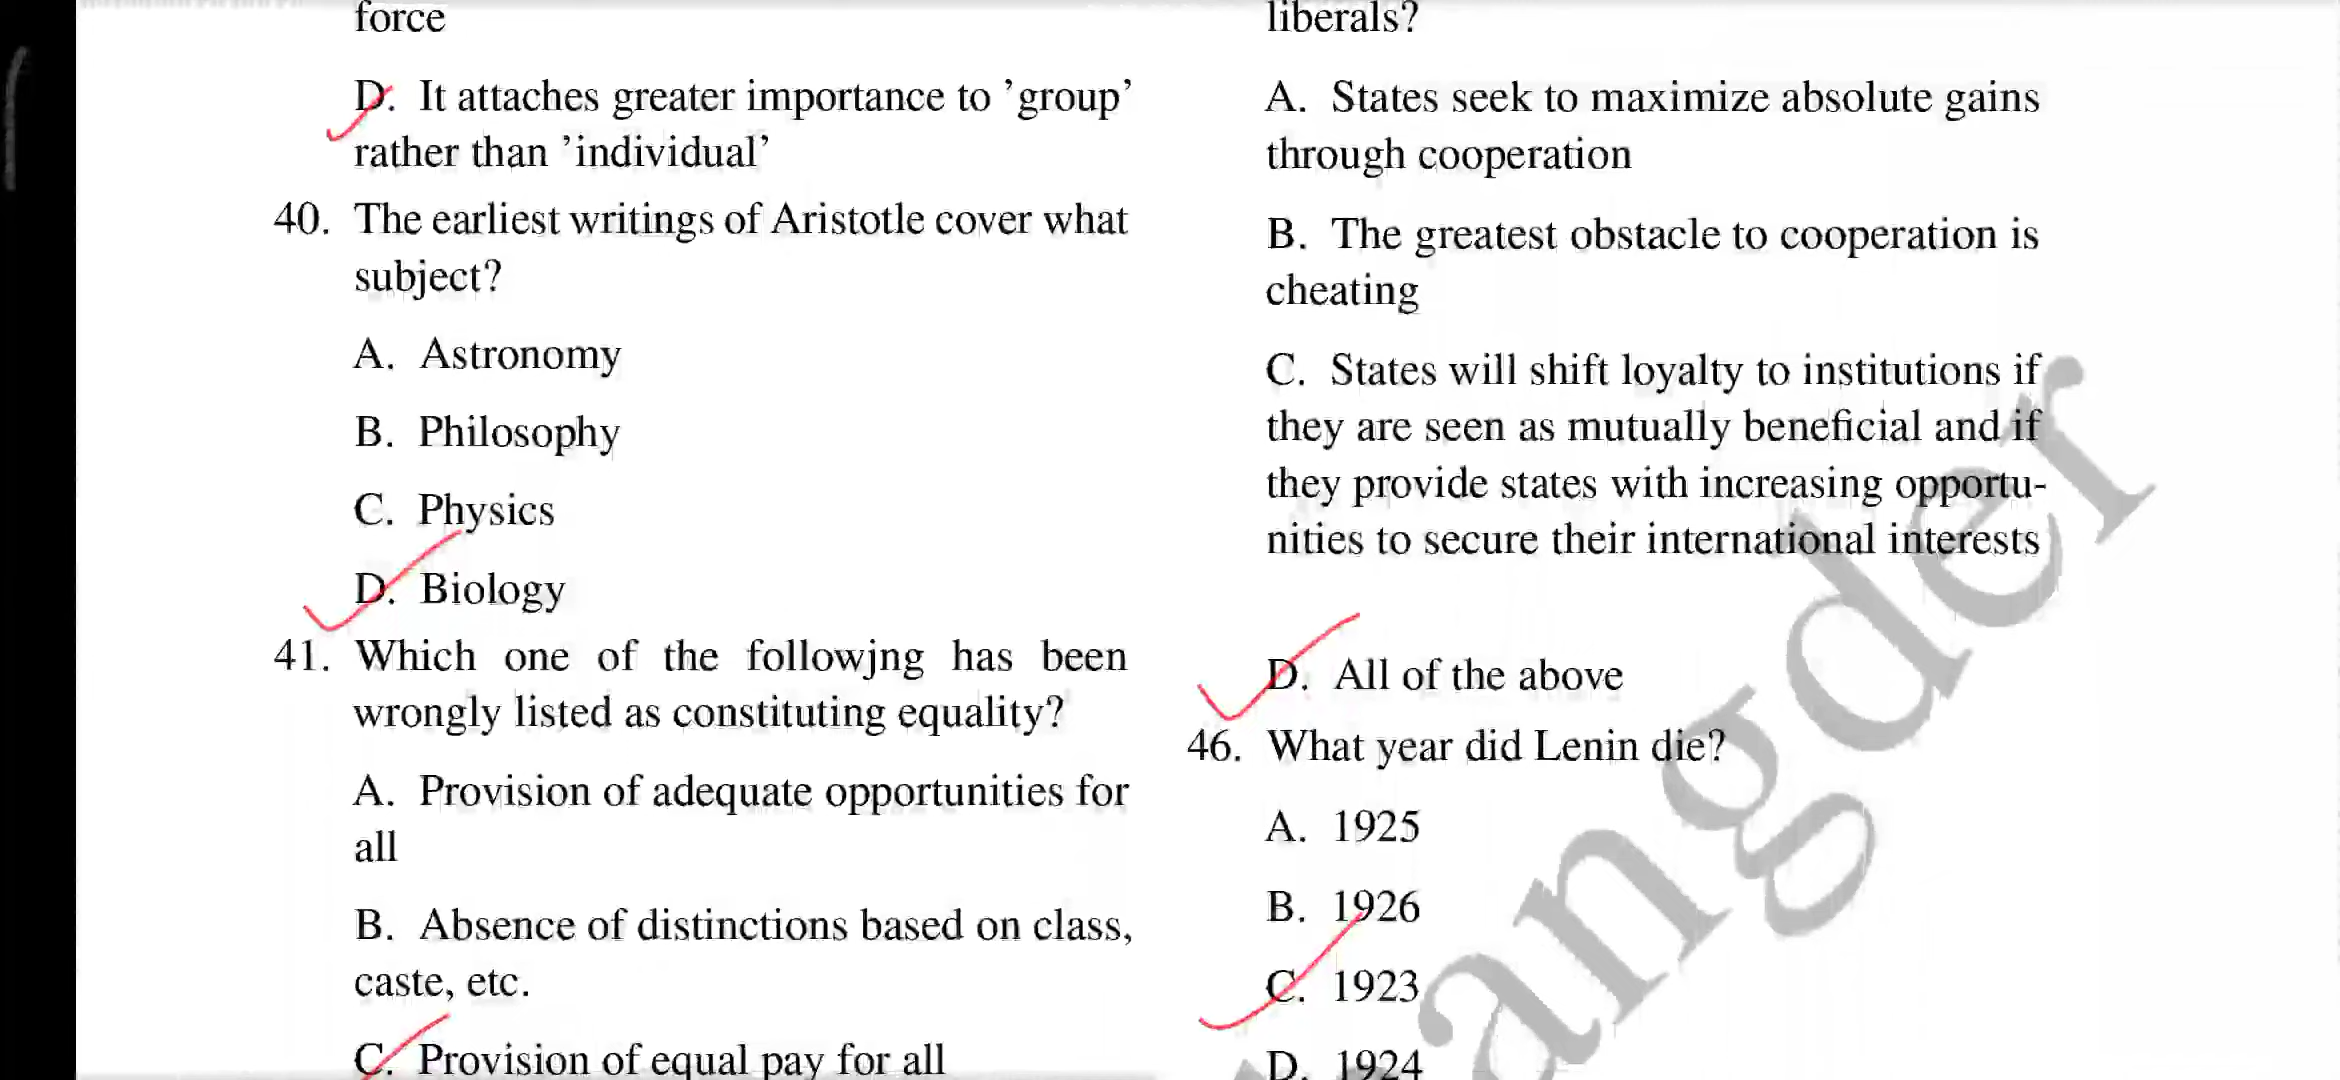 force
D. It attaches greater importance to ’group’
rather than ’individual’
40. The earliest writings of Aristotle cover what
subject?
A. Astronomy
B. Philosophy
C. Physics
D. Biology
41. Which one of the followjng has been
wrongly listed as constituting equality?
A. Provision of adequate opportunities for
all
B. Absence of distinctions based on class,
caste, etc.
C. Provision of equal pay for all
liberals?
A. States seek to maximize absolute gains
through cooperation
B. The greatest obstacle to cooperation is
cheating
C. States will shift loyalty to institutions if
they are seen as mutually beneficial and if
they provide states with increasing opportu-
nities to secure their international interests
D. All of the above
46. What year did Lenin die?
A. 1925
B. 1926
C. 1923
D. 1924
angder